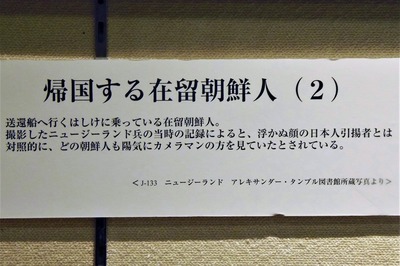 帰国する在留朝鮮人（２）
送還船へ行くはしけに乗っている在留朝鮮人。
撮影したニュージーランド兵の当時の記録によると、浮かぬ顔の日本人引揚者とは
対照的に、どの朝鮮人も陽気にカメラマンの方を見ていたとされている。
＜J-133　ニュージーランド　アレキサンダー・タンブル図書館所蔵写真より＞